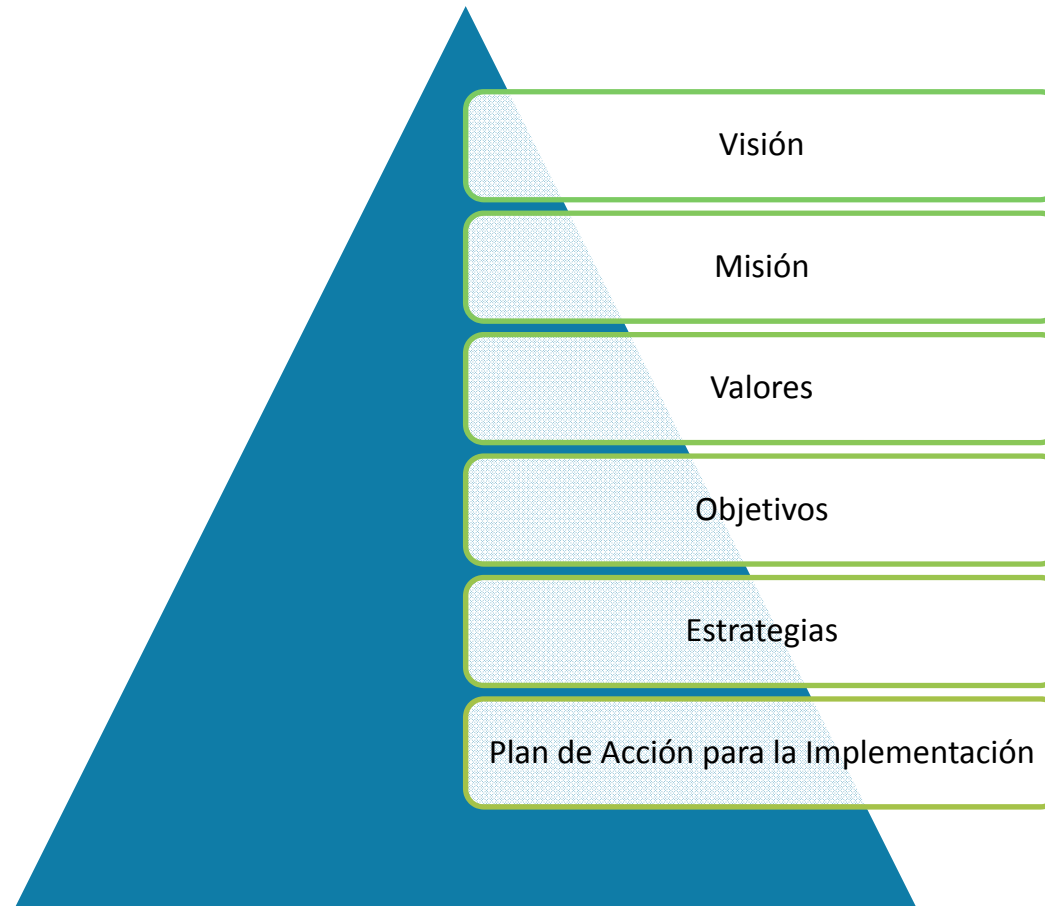 Visión
Misión
Valores
Objetivos
Estrategias
Plan de Acción para la Implementación